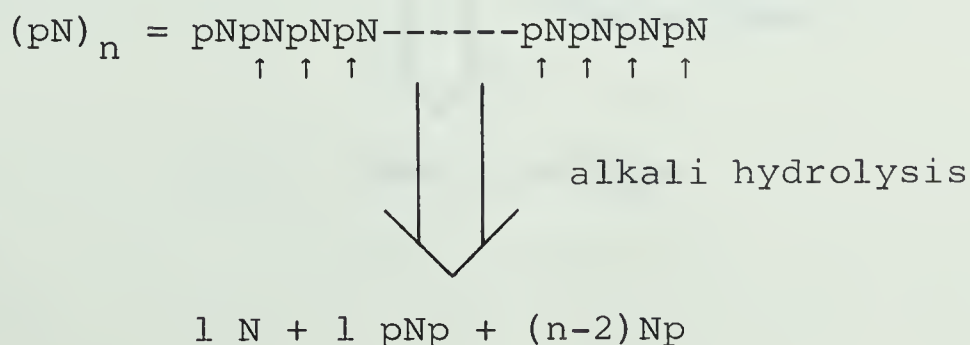 (pN)n = pNpNpNpN------pNpNpNpN
↑ ↑ ↑ ↑ ↑ ↑ ↑
alkali hydrolysis
1 N + 1 pNp + (n-2)Np